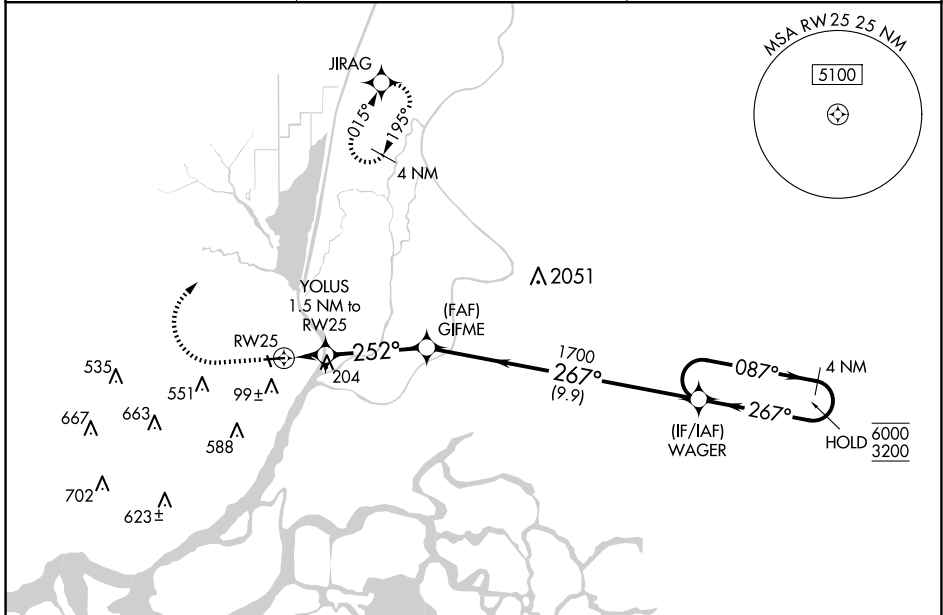 MSA RW25 25 NM
5100
JIRAG
015°
195°
4 NM
2051
YOLUS
1.5 NM to
RW25
(FAF)
GIFME
RW25
252°
204
1700
267°
(9.9)
087°
4 NM
267°
HOLD
6000
3200
(IF/IAF)
WAGER
535
551
99±
667
663
588
702
623±